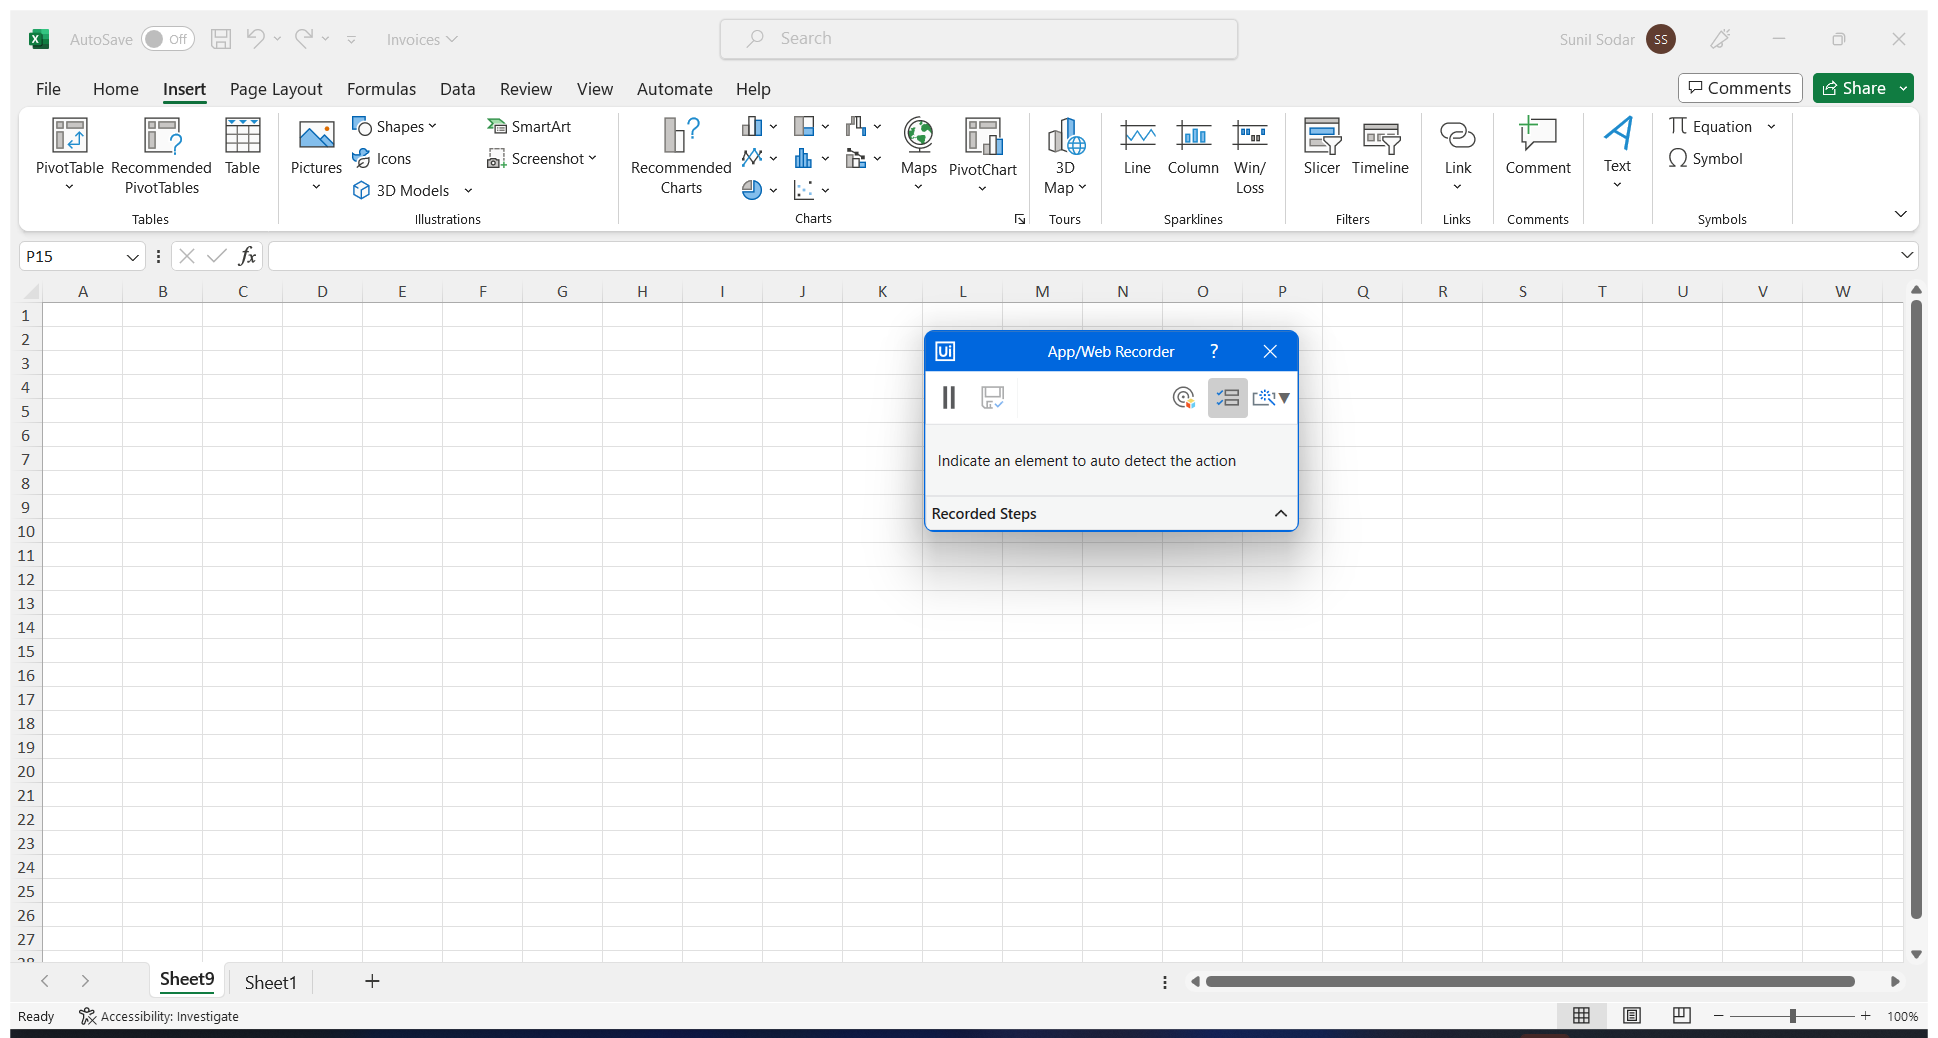 AutoSave Off Invoices Search Sunil Sodar SS
File Home Insert Page Layout Formulas Data Review View Automate Help Comments Share
PivotTable
Recommended PivotTables
Table
Tables
Pictures
Shapes
Icons
3D Models
SmartArt
Screenshot
Illustrations
Recommended Charts
Maps
PivotChart
Charts
3D Map
Tours
Line
Column
Win/Loss
Sparklines
Slicer
Timeline
Filters
Link
Links
Comment
Comments
Text
Equation
Symbol
Symbols
P15 fx
A B C D E F G H I J K L M N O P Q R S T U V W
1
2
3
4
5
6
7
8
9
10
11
12
13
14
15
16
17
18
19
20
21
22
23
24
25
26
27
28
Ui App/Web Recorder ?
Indicate an element to auto detect the action
Recorded Steps
Sheet9 Sheet1
Ready Accessibility: Investigate 100%